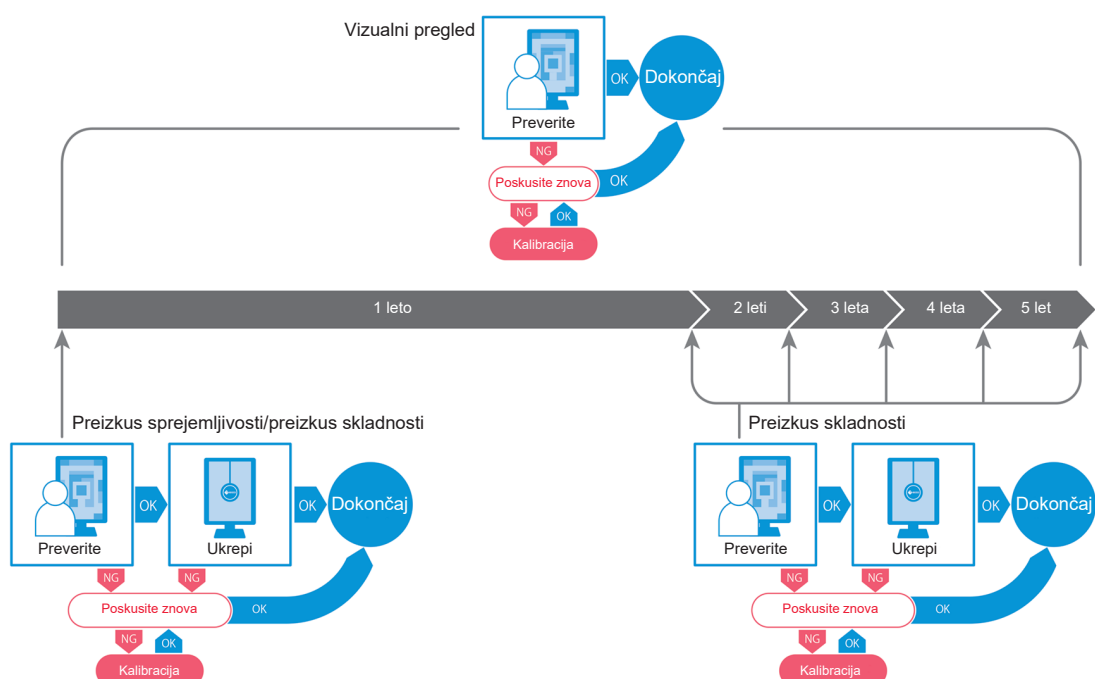 Vizualni pregled
Preverite
OK
Dokončaj
NG
Poskusite znova
OK
NG
OK
Kalibracija
1 leto
2 leti
3 leta
4 leta
5 let
Preizkus sprejemljivosti/preizkus skladnosti
Preverite
OK
Ukrepi
OK
Dokončaj
NG
NG
Poskusite znova
OK
NG
OK
Kalibracija
Preizkus skladnosti
Preverite
OK
Ukrepi
OK
Dokončaj
NG
NG
Poskusite znova
OK
NG
OK
Kalibracija